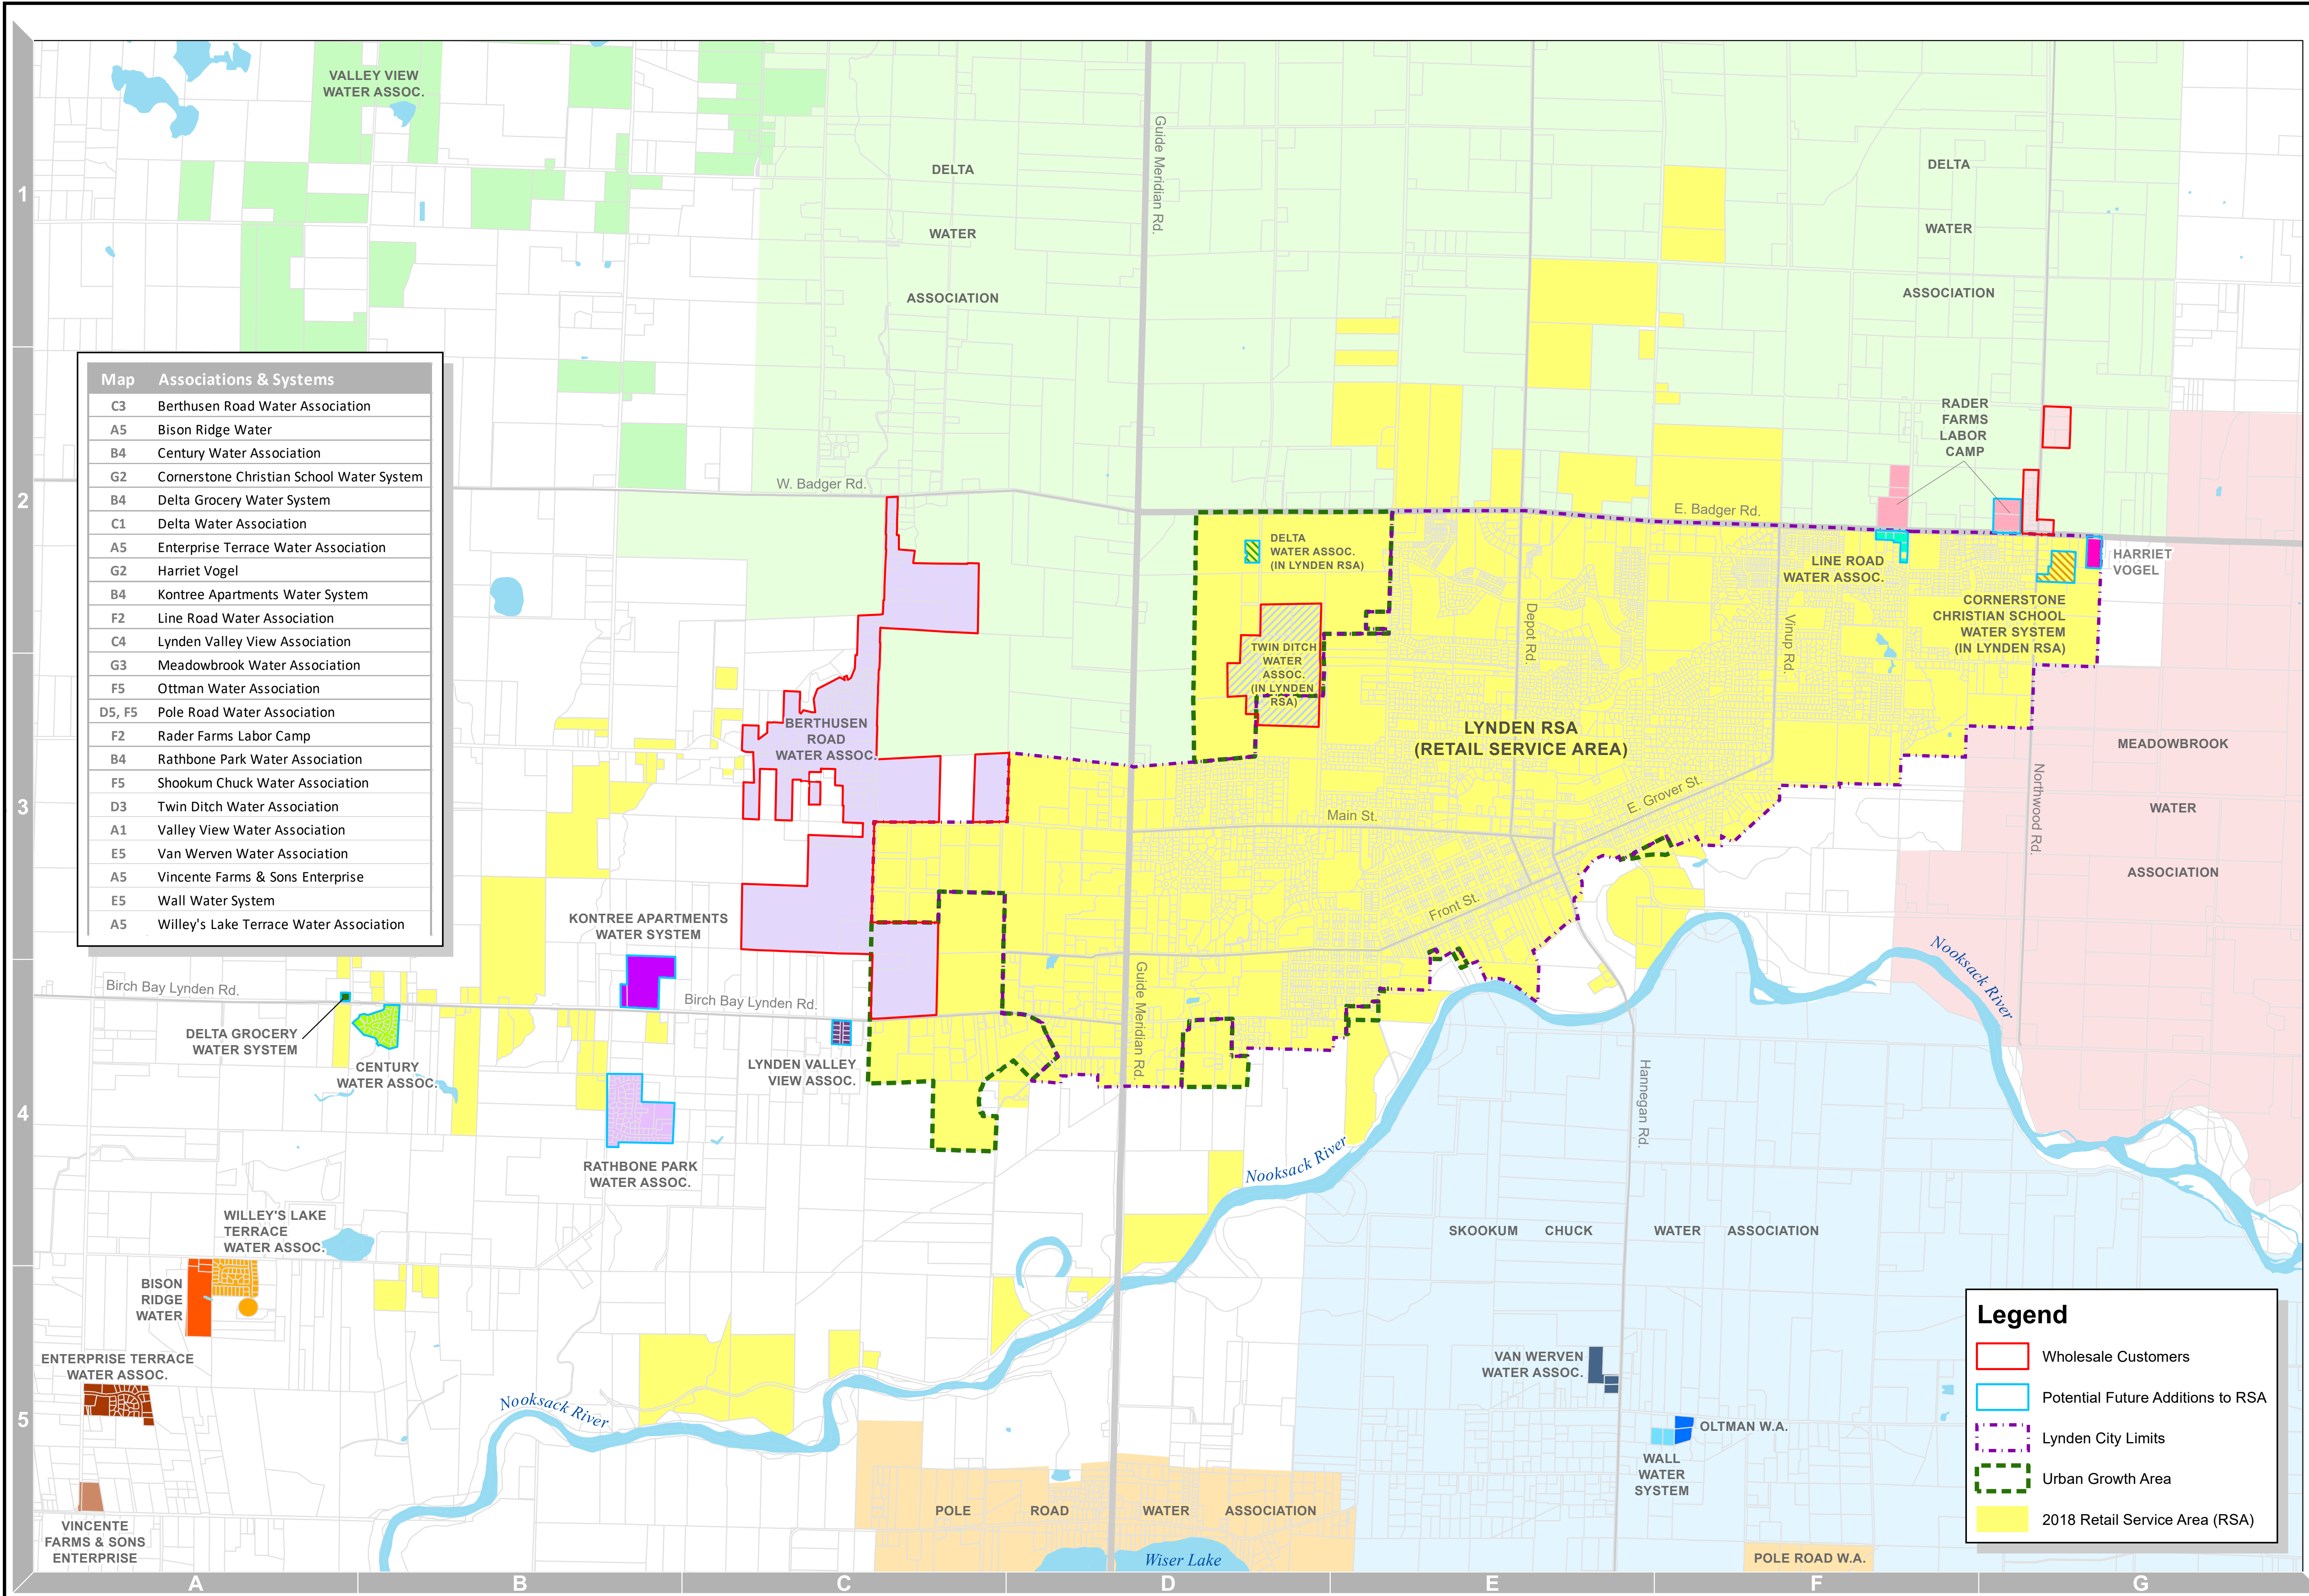 VALLEY VIEW
WATER ASSOC.
DELTA
WATER
ASSOCIATION
Guide Meridian Rd.
DELTA
WATER
ASSOCIATION
1
2
3
4
5
Map Associations & Systems
C3 Berthusen Road Water Association
A5 Bison Ridge Water
B4 Century Water Association
G2 Cornerstone Christian School Water System
B4 Delta Grocery Water System
C1 Delta Water Association
A5 Enterprise Terrace Water Association
G2 Harriet Vogel
B4 Kontree Apartments Water System
F2 Line Road Water Association
C4 Lynden Valley View Association
G3 Meadowbrook Water Association
F5 Ottman Water Association
D5, F5 Pole Road Water Association
F2 Rader Farms Labor Camp
B4 Rathbone Park Water Association
F5 Shookum Chuck Water Association
D3 Twin Ditch Water Association
A1 Valley View Water Association
E5 Van Werven Water Association
A5 Vincente Farms & Sons Enterprise
E5 Wall Water System
A5 Willey's Lake Terrace Water Association
RADER
FARMS
LABOR
CAMP
W. Badger Rd.
E. Badger Rd.
DELTA
WATER ASSOC.
(IN LYNDEN RSA)
LINE ROAD
WATER ASSOC.
HARRIET
VOGEL
CORNERSTONE
CHRISTIAN SCHOOL
WATER SYSTEM
(IN LYNDEN RSA)
Depot Rd.
Vinup Rd.
TWIN DITCH
WATER
ASSOC.
(IN LYNDEN
RSA)
BERTHUSEN
ROAD
WATER ASSOC.
LYNDEN RSA
(RETAIL SERVICE AREA)
MEADOWBROOK
WATER
ASSOCIATION
Northwood Rd.
E. Grover St.
Main St.
Front St.
KONTREE APARTMENTS
WATER SYSTEM
Nooksack River
Birch Bay Lynden Rd.
Birch Bay Lynden Rd.
Guide Meridian Rd.
DELTA GROCERY
WATER SYSTEM
CENTURY
WATER ASSOC.
LYNDEN VALLEY
VIEW ASSOC.
Hannegan Rd.
RATHBONE PARK
WATER ASSOC.
Nooksack River
WILLEY'S LAKE
TERRACE
WATER ASSOC.
SKOOKUM CHUCK WATER ASSOCIATION
BISON
RIDGE
WATER
ENTERPRISE TERRACE
WATER ASSOC.
VAN WERVEN
WATER ASSOC.
Nooksack River
OLTMAN W.A.
WALL
WATER
SYSTEM
POLE ROAD WATER ASSOCIATION
VINCENTE
FARMS & SONS
ENTERPRISE
Wiser Lake
POLE ROAD W.A.
Legend
Wholesale Customers
Potential Future Additions to RSA
Lynden City Limits
Urban Growth Area
2018 Retail Service Area (RSA)
A B C D E F G